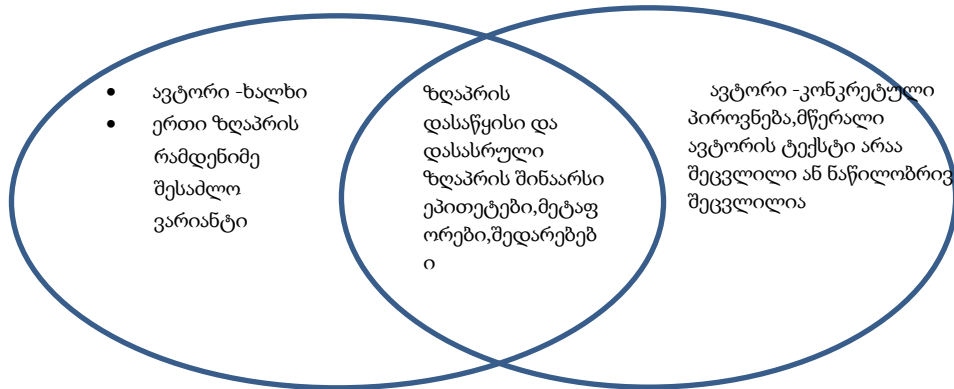 • ავტორი -ხალხი
• ერთი ზღაპრის
რამდენიმე
შესაძლო
ვარიანტი
ზღაპრის
დასაწყისი და
დასასრული
ზღაპრის შინაარსი
ეპითეტები,მეტაფ
ორები,შედარებებ
ი
ავტორი -კონკრეტული
პიროვნება,მწერალი
ავტორის ტექსტი არაა
შეცვლილი ან ნაწილობრივ
შეცვლილია